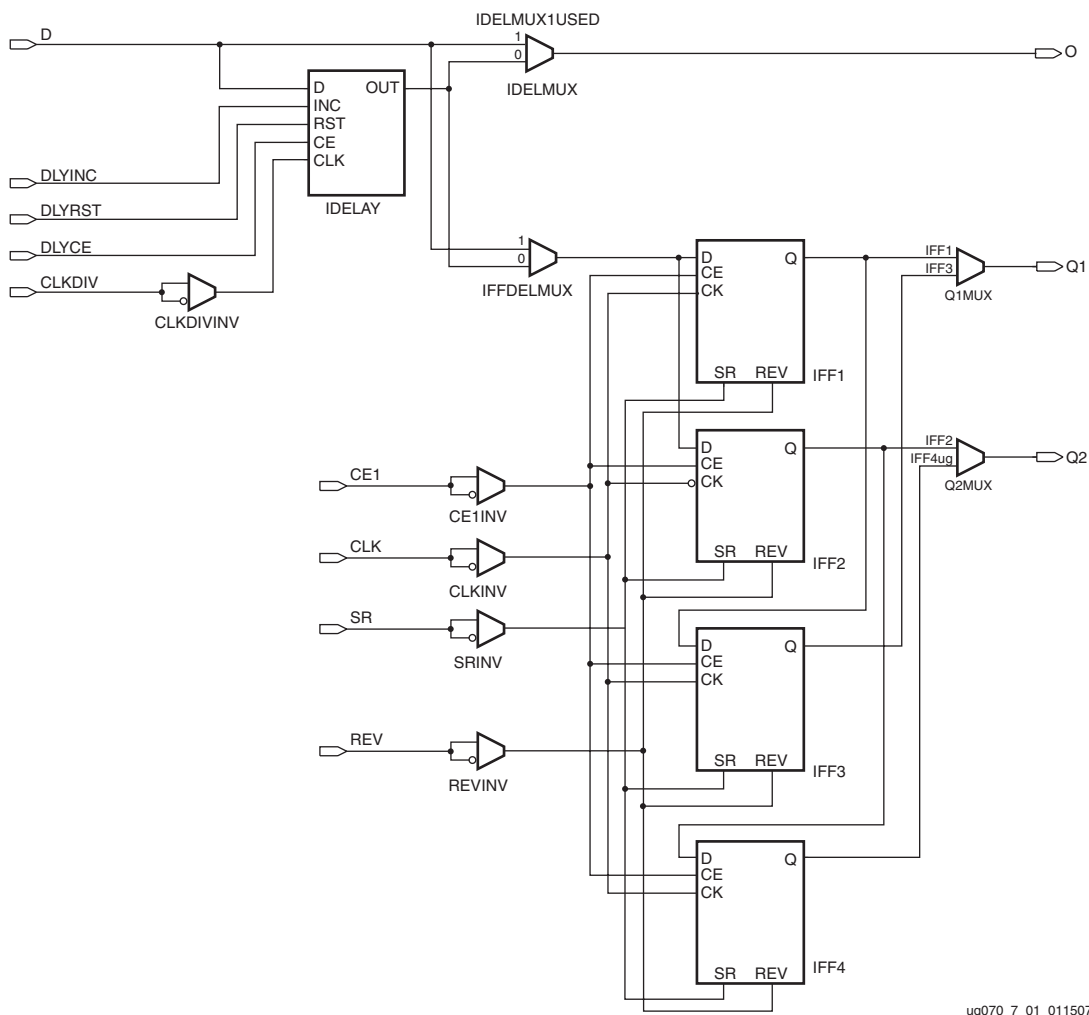 IDELMUX1USED
D
1
0
O
IDELMUX
D
OUT
INC
RST
CE
CLK
IDELAY
DLYINC
DLYRST
DLYCE
CLKDIV
CLKDIVINV
1
0
IFFDELMUX
D
Q
CE
CK
SR
REV
IFF1
IFF1
IFF3
Q1
Q1MUX
D
Q
CE
CK
SR
REV
IFF2
IFF2
IFF4ug
Q2
Q2MUX
CE1
CE1INV
CLK
CLKINV
SR
SRINV
REV
REVINV
D
Q
CE
CK
SR
REV
IFF3
D
Q
CE
CK
SR
REV
IFF4
ug070_7_01_011507